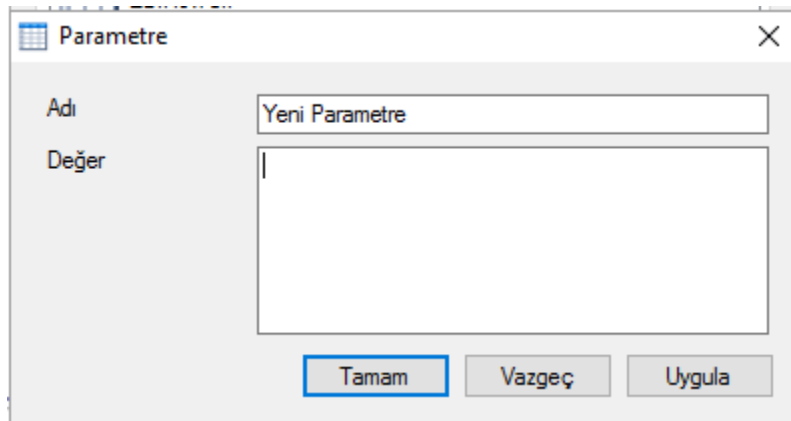 Parametre
Adı
Yeni Parametre
Değer
Tamam
Vazgeç
Uygula